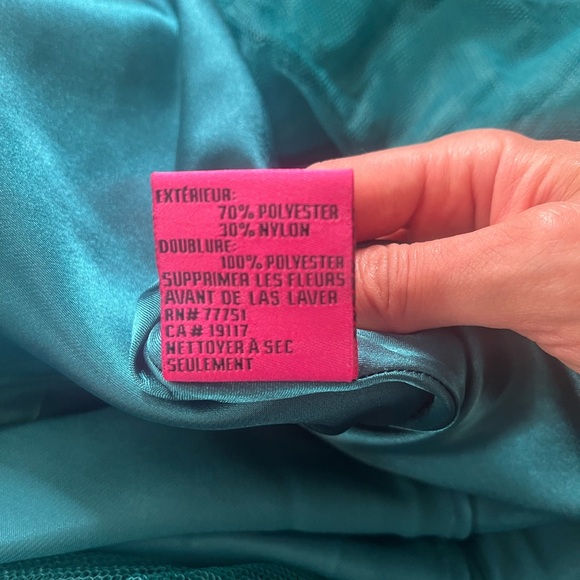 EXTÉRIEUR:
70% POLYESTER
30% NYLON
DOUBLURE:
100% POLYESTER
SUPPRIMER LES FLEURS
AVANT DE LAS LAVER
RN# 77751
CA # 19117
NETTOYER À SEC
SEULEMENT